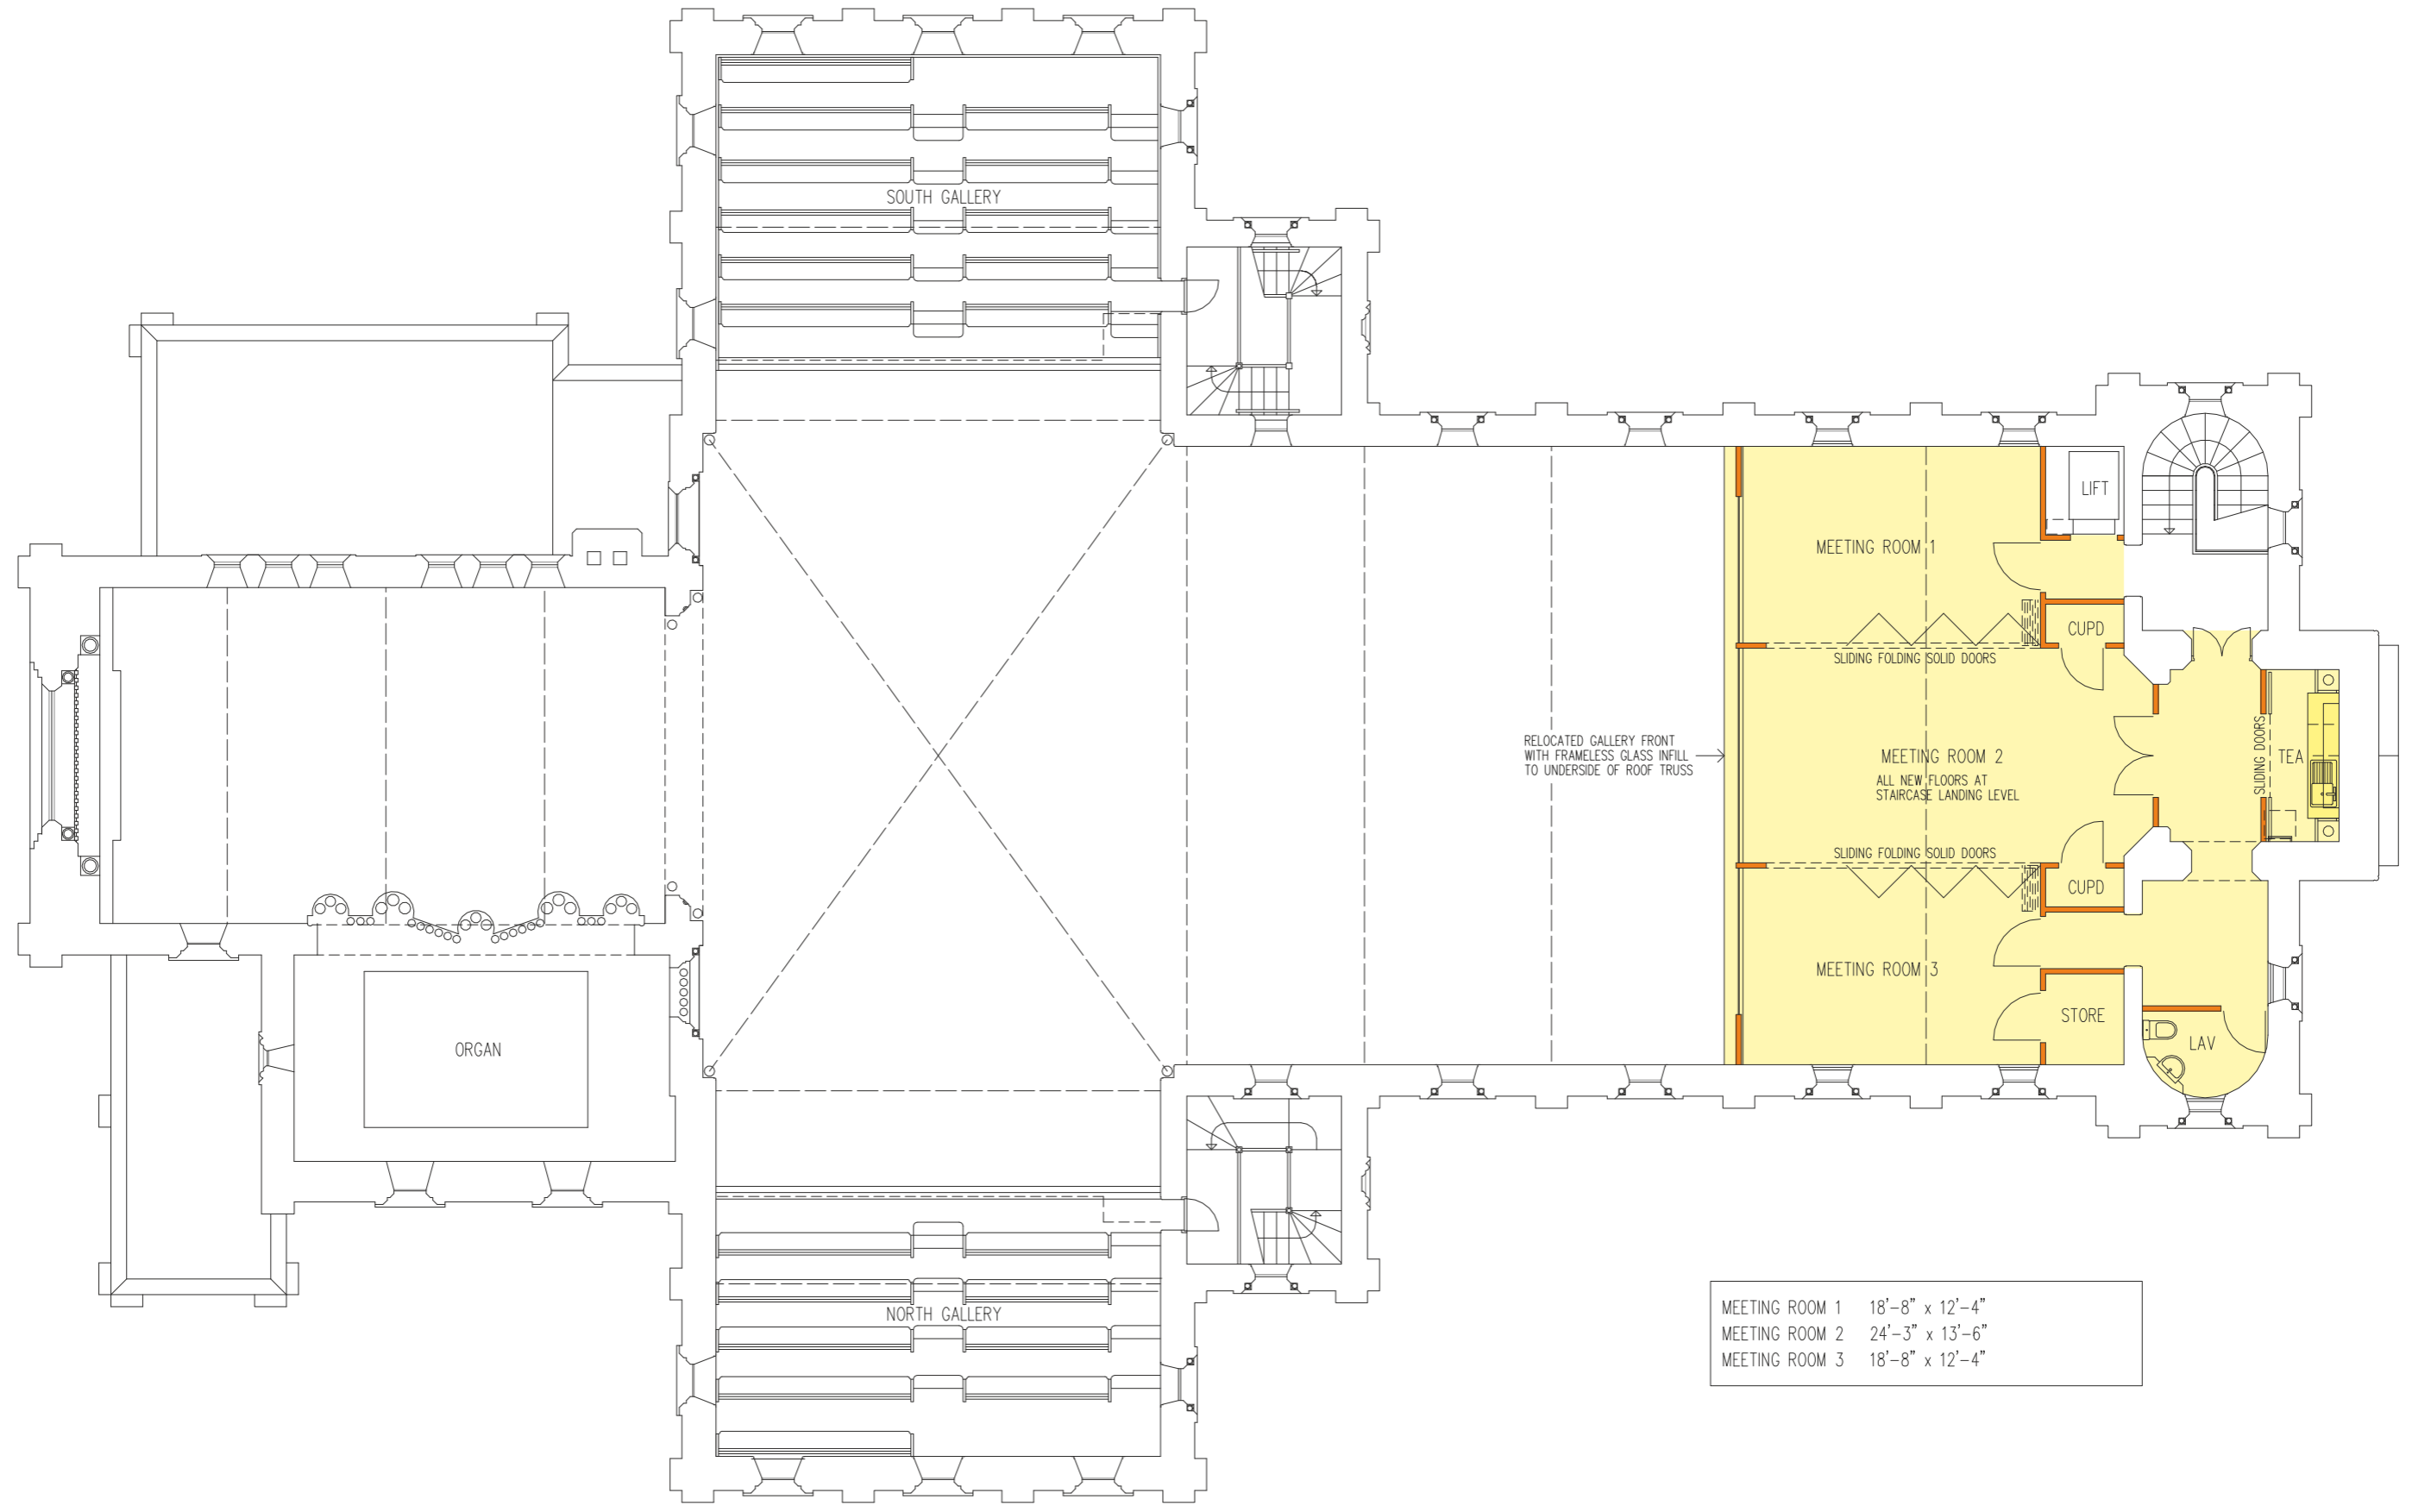 SOUTH GALLERY
LIFT
MEETING ROOM 1
CUPD
SLIDING FOLDING SOLID DOORS
RELOCATED GALLERY FRONT
WITH FRAMELESS GLASS INFILL
TO UNDERSIDE OF ROOF TRUSS
MEETING ROOM 2
ALL NEW FLOORS AT
STAIRCASE LANDING LEVEL
SLIDING DOORS
TEA
SLIDING FOLDING SOLID DOORS
CUPD
MEETING ROOM 3
STORE
LAV
ORGAN
NORTH GALLERY
MEETING ROOM 1 18'-8" x 12'-4"
MEETING ROOM 2 24'-3" x 13'-6"
MEETING ROOM 3 18'-8" x 12'-4"